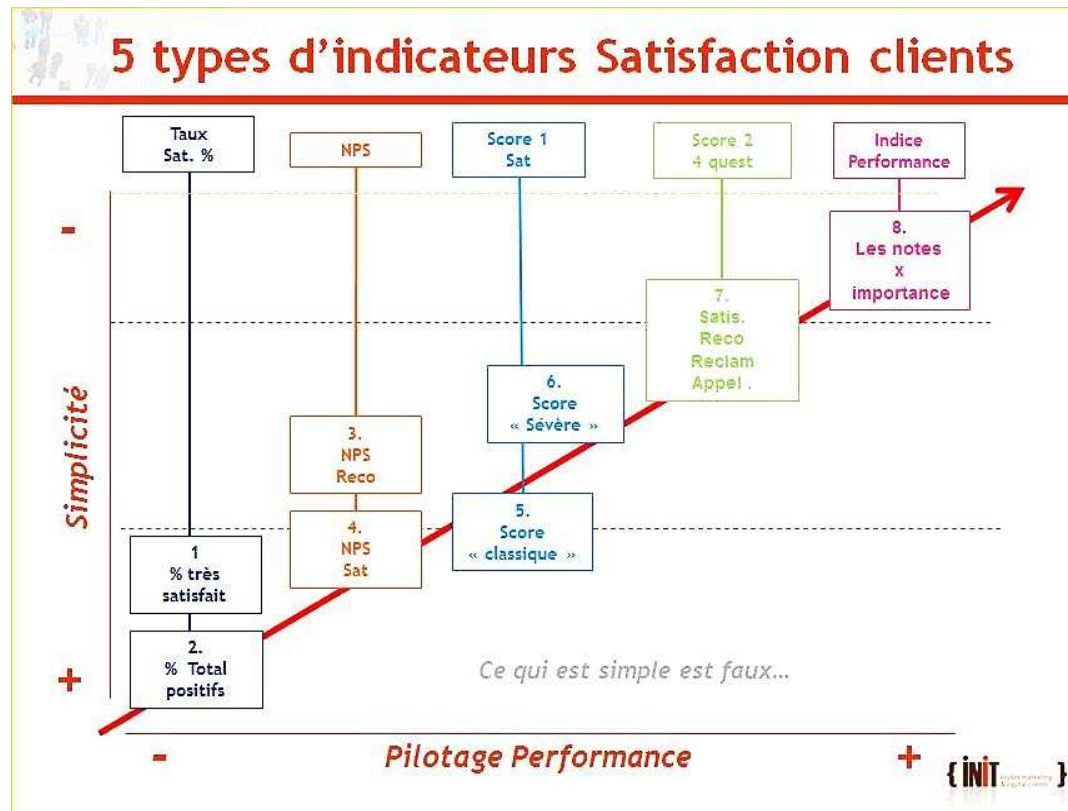 5 types d'indicateurs Satisfaction clients
Taux
Sat. %
NPS
Score 1
Sat
Score 2
4 quest
Indice
Performance
-
8.
Les notes
x
importance
7.
Satis.
Reco
Reclam
Appel .
6.
Score
« Sévère »
3.
NPS
Reco
5.
Score
« classique »
4.
NPS
Sat
1
% très
satisfait
2.
% Total
positifs
Simplicité
+
Ce qui est simple est faux…
-
Pilotage Performance
+
{ iNiT }